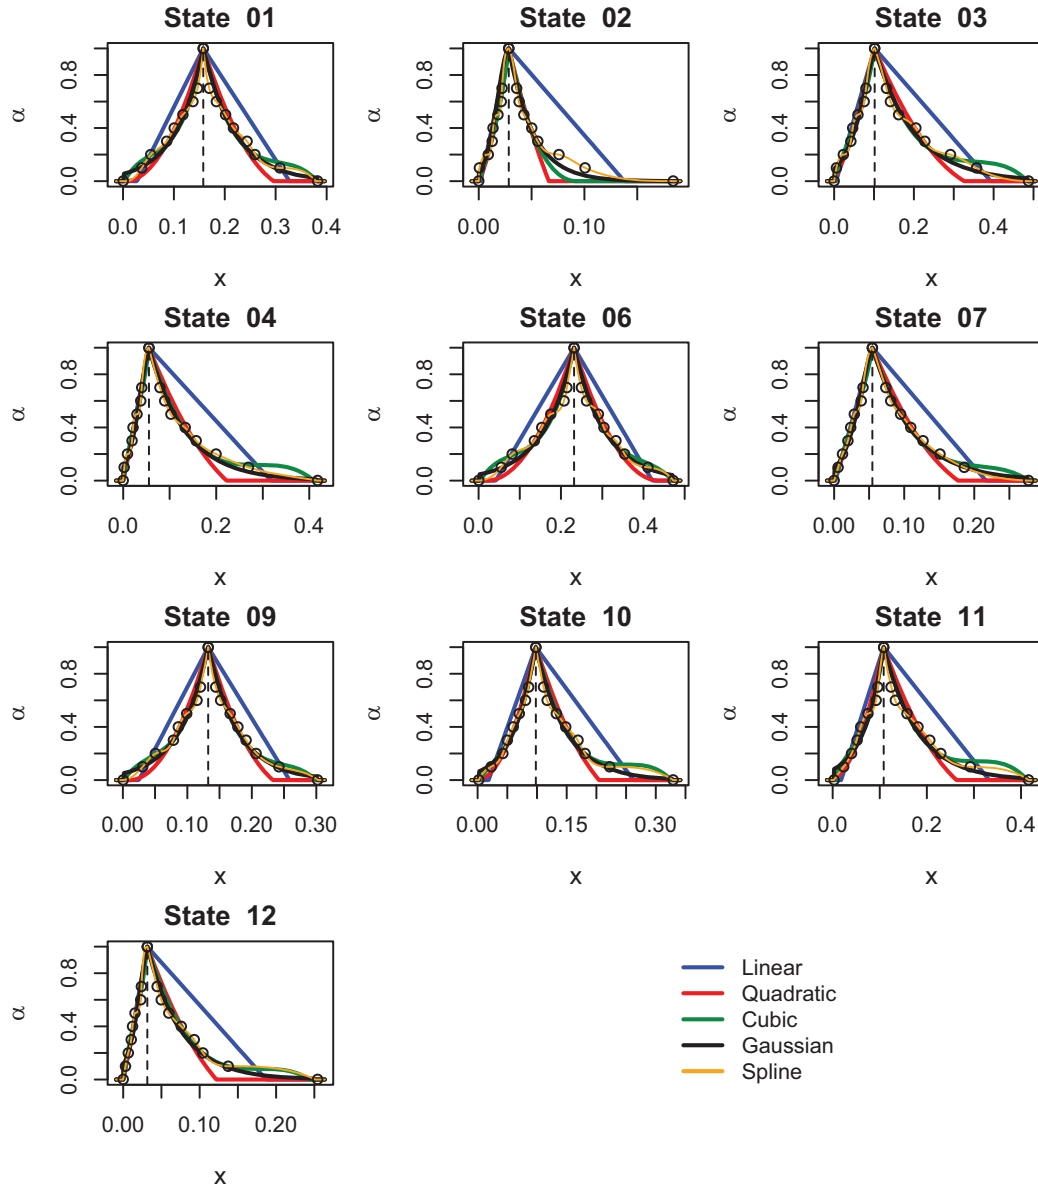 State 01 State 02 State 03
α 0.0 0.4 0.8 α 0.0 0.4 0.8 α 0.0 0.4 0.8
0.0 0.1 0.2 0.3 0.4 0.00 0.10 0.0 0.2 0.4
x x x
State 04 State 06 State 07
α 0.0 0.4 0.8 α 0.0 0.4 0.8 α 0.0 0.4 0.8
0.0 0.2 0.4 0.0 0.2 0.4 0.00 0.10 0.20
x x x
State 09 State 10 State 11
α 0.0 0.4 0.8 α 0.0 0.4 0.8 α 0.0 0.4 0.8
0.00 0.10 0.20 0.30 0.00 0.15 0.30 0.0 0.2 0.4
x x x
State 12
α 0.0 0.4 0.8
0.00 0.10 0.20
x
Linear
Quadratic
Cubic
Gaussian
Spline